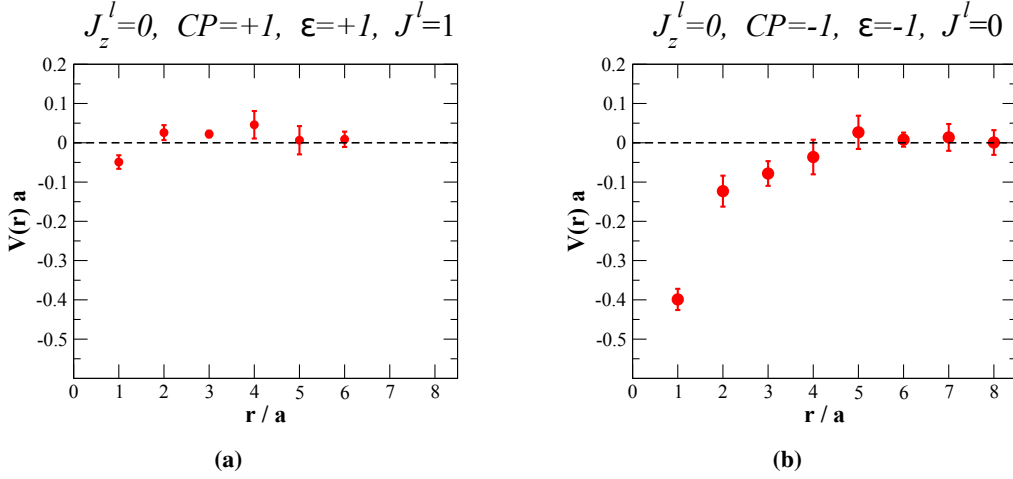 J_z^l=0, CP=+1, ε=+1, J^l=1
0.2
0.1
0
-0.1
-0.2
-0.3
-0.4
-0.5
V(r) a
0 1 2 3 4 5 6 7 8
r / a
(a)
J_z^l=0, CP=-1, ε=-1, J^l=0
0.2
0.1
0
-0.1
-0.2
-0.3
-0.4
-0.5
V(r) a
0 1 2 3 4 5 6 7 8
r / a
(b)